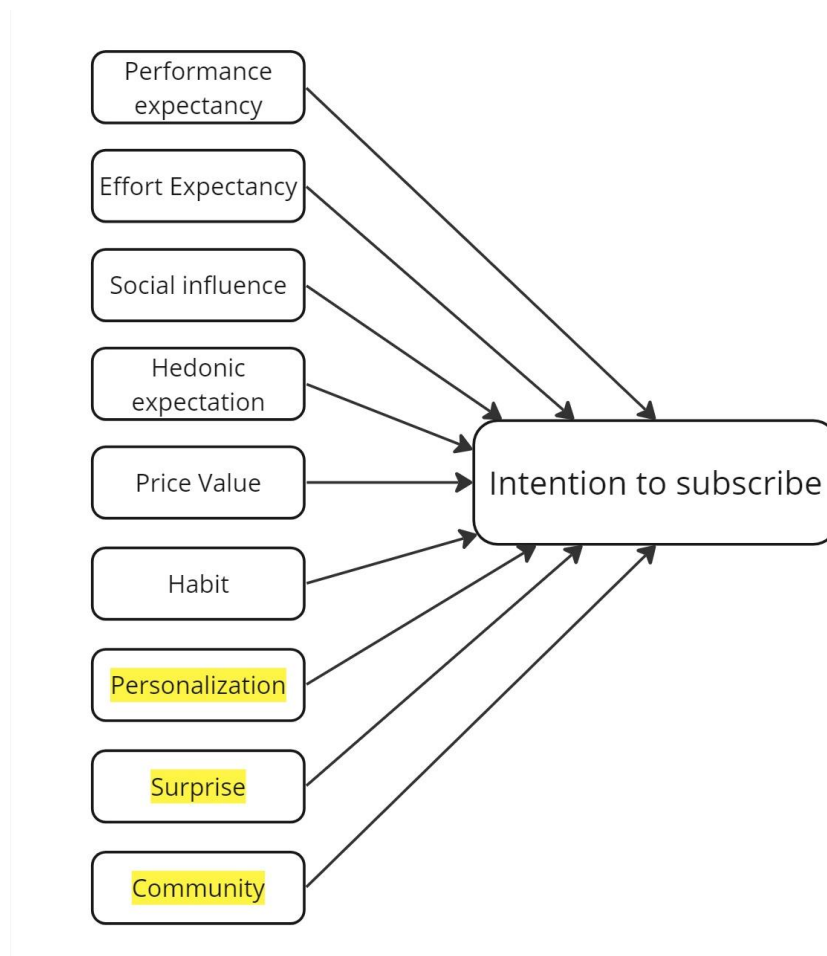 Performance
expectancy
Effort Expectancy
Social influence
Hedonic
expectation
Price Value
Intention to subscribe
Habit
Personalization
Surprise
Community